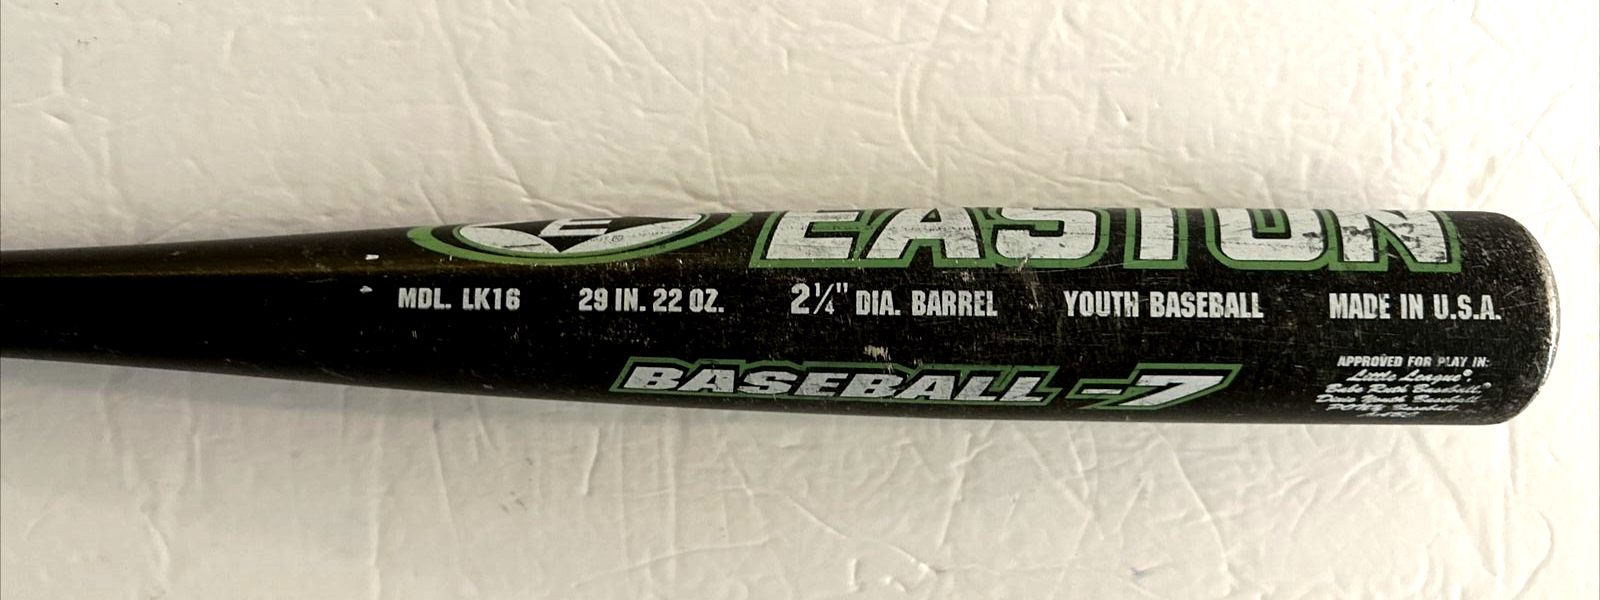 E EASTON
MDL. LK16 29 IN. 22 OZ. 2¼" DIA. BARREL YOUTH BASEBALL MADE IN U.S.A.
BASEBALL -7
APPROVED FOR PLAY IN:
Little League®,
Babe Ruth Baseball®
Dixie Youth Baseball,
PONY Baseball,